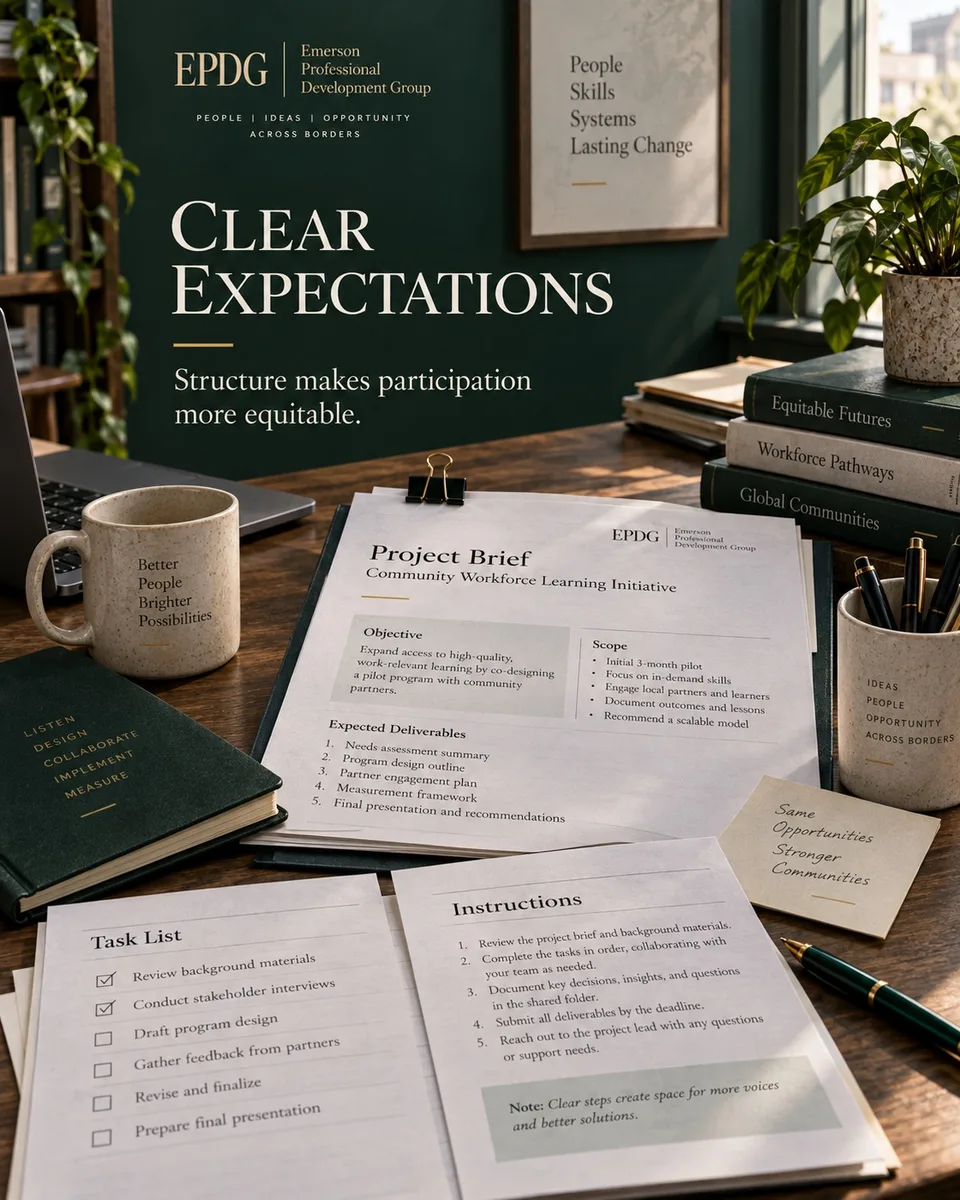 EPDG
Emerson
Professional
Development Group
PEOPLE | IDEAS | OPPORTUNITY
ACROSS BORDERS
People
Skills
Systems
Lasting Change
CLEAR
EXPECTATIONS
Structure makes participation
more equitable.
Equitable Futures
Workforce Pathways
Global Communities
Better
People
Brighter
Possibilities
EPDG
Emerson
Professional
Development Group
Project Brief
Community Workforce Learning Initiative
Objective
Expand access to high-quality,
work-relevant learning by co-designing
a pilot program with community
partners.
Scope
• Initial 3-month pilot
• Focus on in-demand skills
• Engage local partners and learners
• Document outcomes and lessons
• Recommend a scalable model
Expected Deliverables
1. Needs assessment summary
2. Program design outline
3. Partner engagement plan
4. Measurement framework
5. Final presentation and recommendations
IDEAS
PEOPLE
OPPORTUNITY
ACROSS BORDERS
LISTEN
DESIGN
COLLABORATE
IMPLEMENT
MEASURE
Same
Opportunities
Stronger
Communities
Task List
Review background materials
Conduct stakeholder interviews
Draft program design
Gather feedback from partners
Revise and finalize
Prepare final presentation
Instructions
1. Review the project brief and background materials.
2. Complete the tasks in order, collaborating with
your team as needed.
3. Document key decisions, insights, and questions
in the shared folder.
4. Submit all deliverables by the deadline.
5. Reach out to the project lead with any questions
or support needs.
Note: Clear steps create space for more voices
and better solutions.